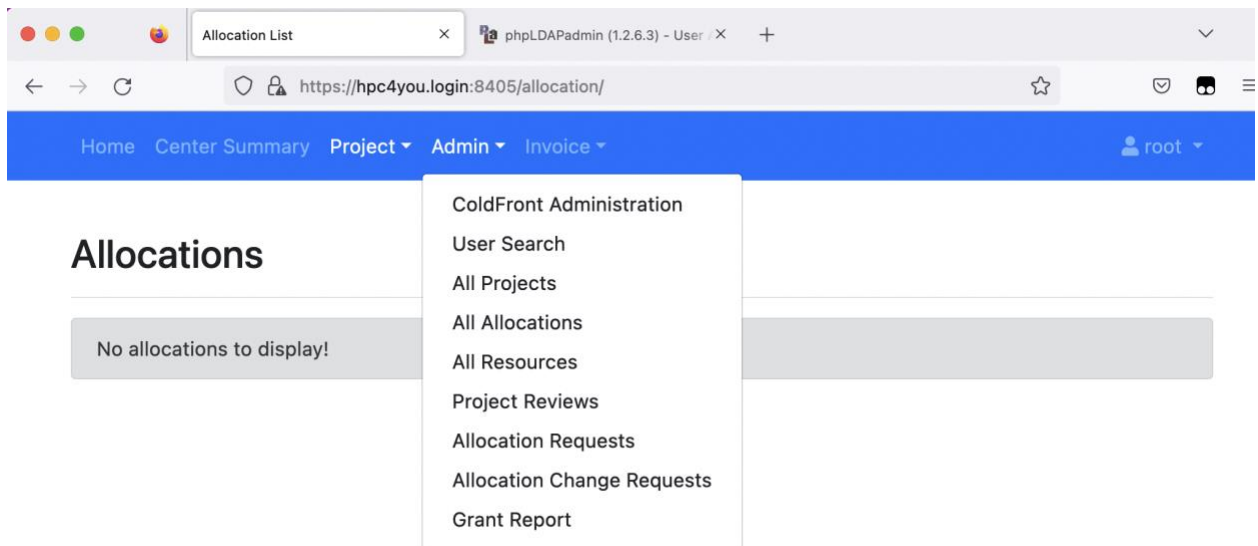 Allocation List
phpLDAPadmin (1.2.6.3) - User
https://hpc4you.login:8405/allocation/
Home Center Summary Project Admin Invoice root
ColdFront Administration
User Search
Allocations
All Projects
All Allocations
No allocations to display!
All Resources
Project Reviews
Allocation Requests
Allocation Change Requests
Grant Report